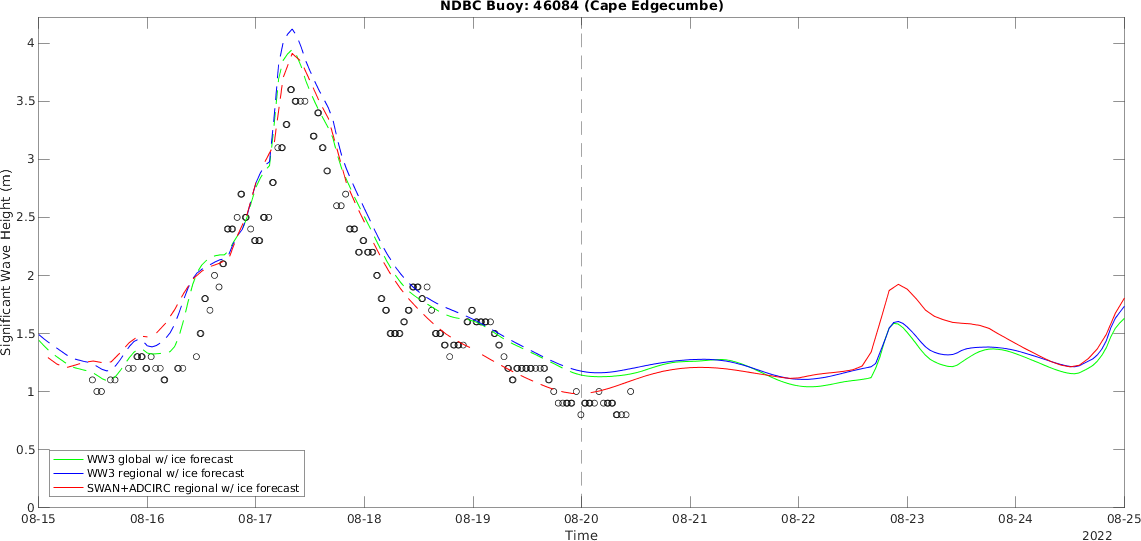 NDBC Buoy: 46084 (Cape Edgecumbe)
Significant Wave Height (m)
4
3.5
3
2.5
2
1.5
1
0.5
0
WW3 global w/ ice forecast
WW3 regional w/ ice forecast
SWAN+ADCIRC regional w/ ice forecast
08-15 08-16 08-17 08-18 08-19 08-20 08-21 08-22 08-23 08-24 08-25
Time
2022